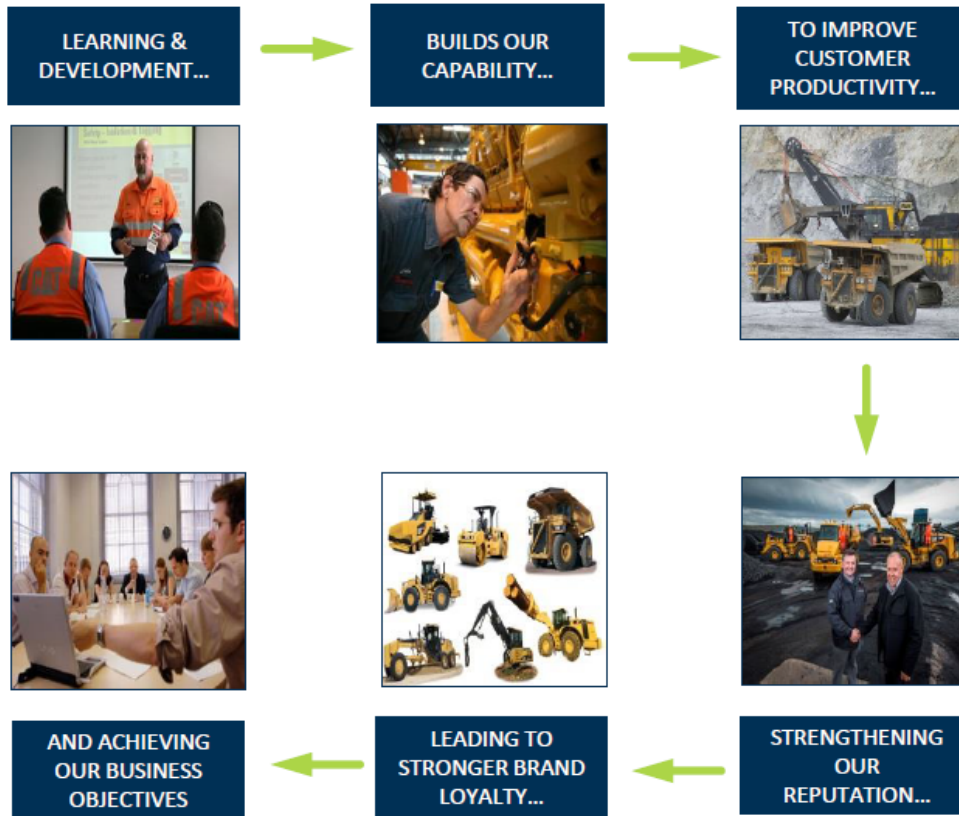 LEARNING &
DEVELOPMENT...
BUILDS OUR
CAPABILITY...
TO IMPROVE
CUSTOMER
PRODUCTIVITY...
CAT
STRENGTHENING
OUR
REPUTATION...
LEADING TO
STRONGER BRAND
LOYALTY...
AND ACHIEVING
OUR BUSINESS
OBJECTIVES